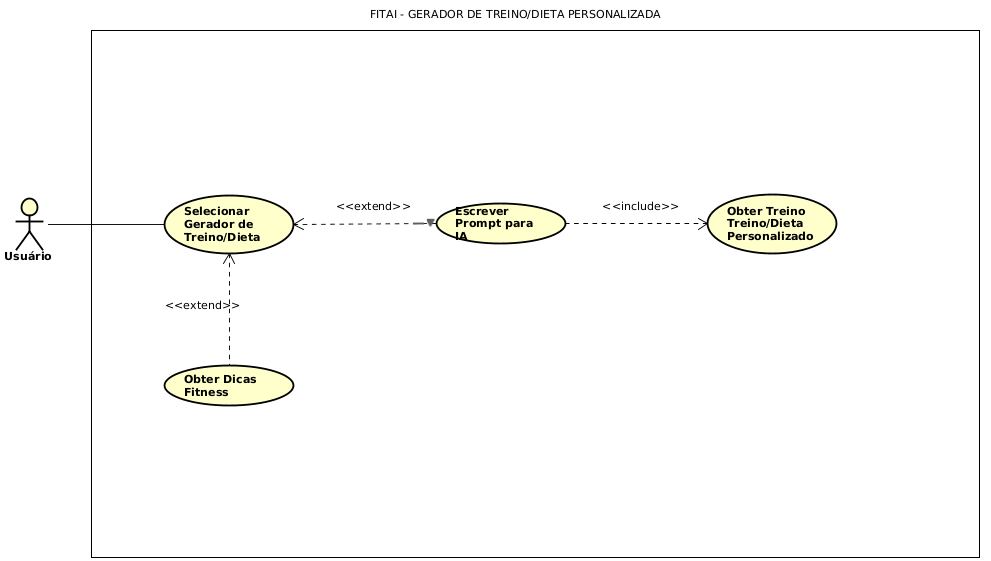 FITAI - GERADOR DE TREINO/DIETA PERSONALIZADA
Usuário
Selecionar
Gerador de
Treino/Dieta
<<extend>>
Escrever
Prompt para
IA
<<include>>
Obter Treino
Treino/Dieta
Personalizado
<<extend>>
Obter Dicas
Fitness